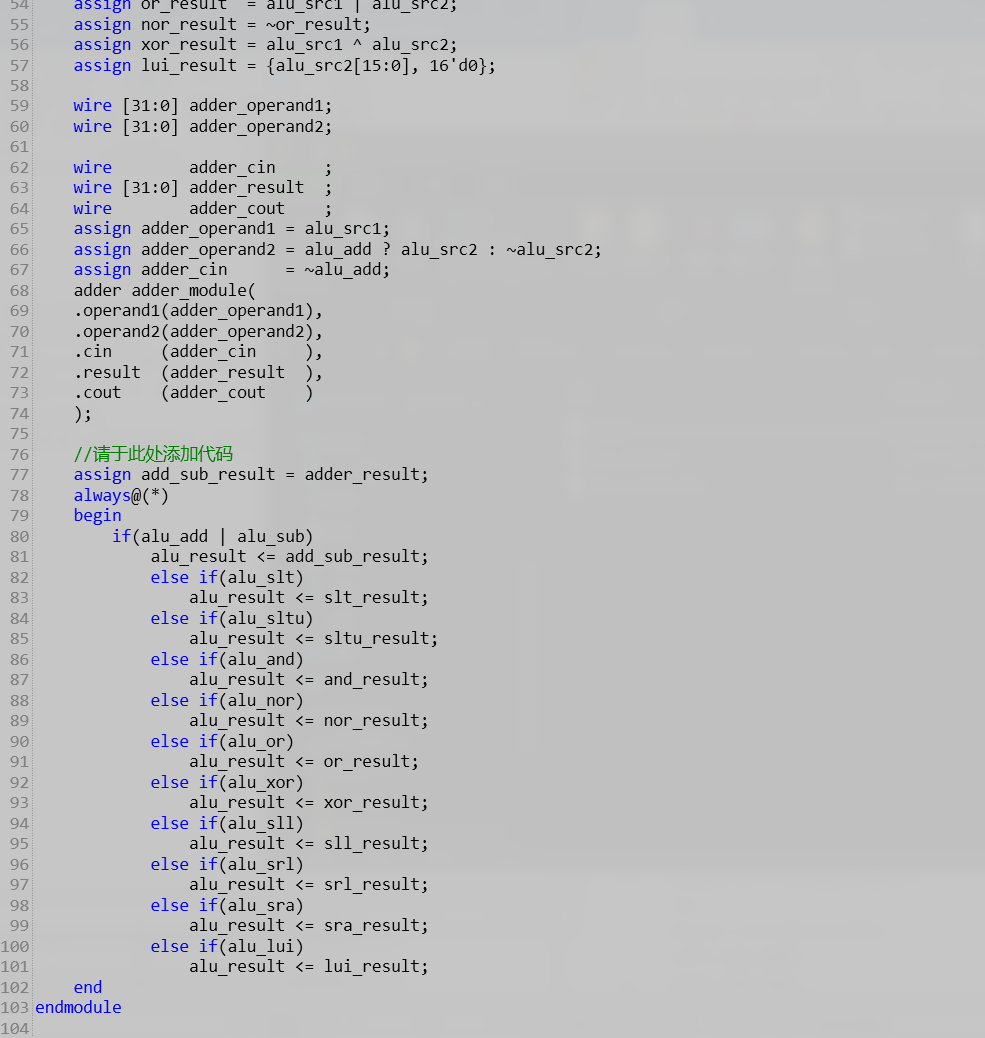 54 assign or_result  = alu_src1 | alu_src2;
55 assign nor_result = ~or_result;
56 assign xor_result = alu_src1 ^ alu_src2;
57 assign lui_result = {alu_src2[15:0], 16'd0};
58
59 wire [31:0] adder_operand1;
60 wire [31:0] adder_operand2;
61
62 wire        adder_cin     ;
63 wire [31:0] adder_result  ;
64 wire        adder_cout    ;
65 assign adder_operand1 = alu_src1;
66 assign adder_operand2 = alu_add ? alu_src2 : ~alu_src2;
67 assign adder_cin      = ~alu_add;
68 adder adder_module(
69 .operand1(adder_operand1),
70 .operand2(adder_operand2),
71 .cin     (adder_cin     ),
72 .result  (adder_result  ),
73 .cout    (adder_cout    )
74 );
75
76 //请于此处添加代码
77 assign add_sub_result = adder_result;
78 always@(*)
79 begin
80 if(alu_add | alu_sub)
81 alu_result <= add_sub_result;
82 else if(alu_slt)
83 alu_result <= slt_result;
84 else if(alu_sltu)
85 alu_result <= sltu_result;
86 else if(alu_and)
87 alu_result <= and_result;
88 else if(alu_nor)
89 alu_result <= nor_result;
90 else if(alu_or)
91 alu_result <= or_result;
92 else if(alu_xor)
93 alu_result <= xor_result;
94 else if(alu_sll)
95 alu_result <= sll_result;
96 else if(alu_srl)
97 alu_result <= srl_result;
98 else if(alu_sra)
99 alu_result <= sra_result;
100 else if(alu_lui)
101 alu_result <= lui_result;
102 end
103 endmodule
104